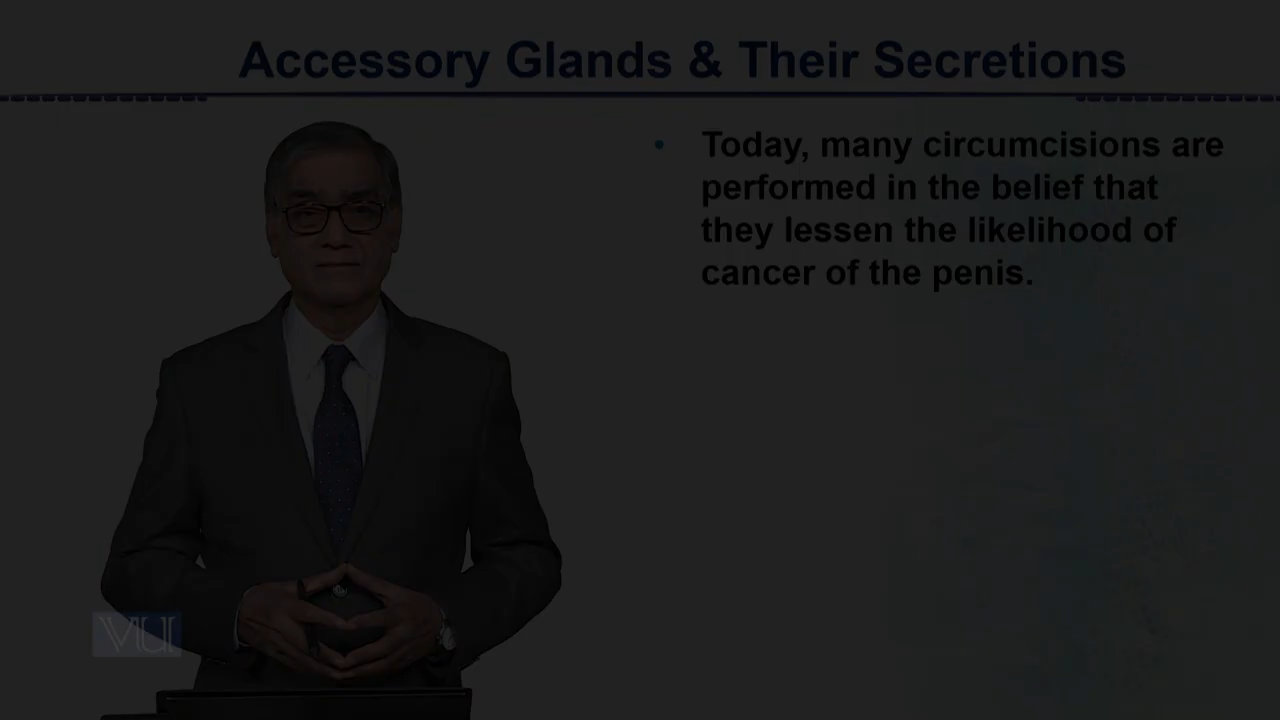 Accessory Glands & Their Secretions
• Today, many circumcisions are
performed in the belief that
they lessen the likelihood of
cancer of the penis.
VU